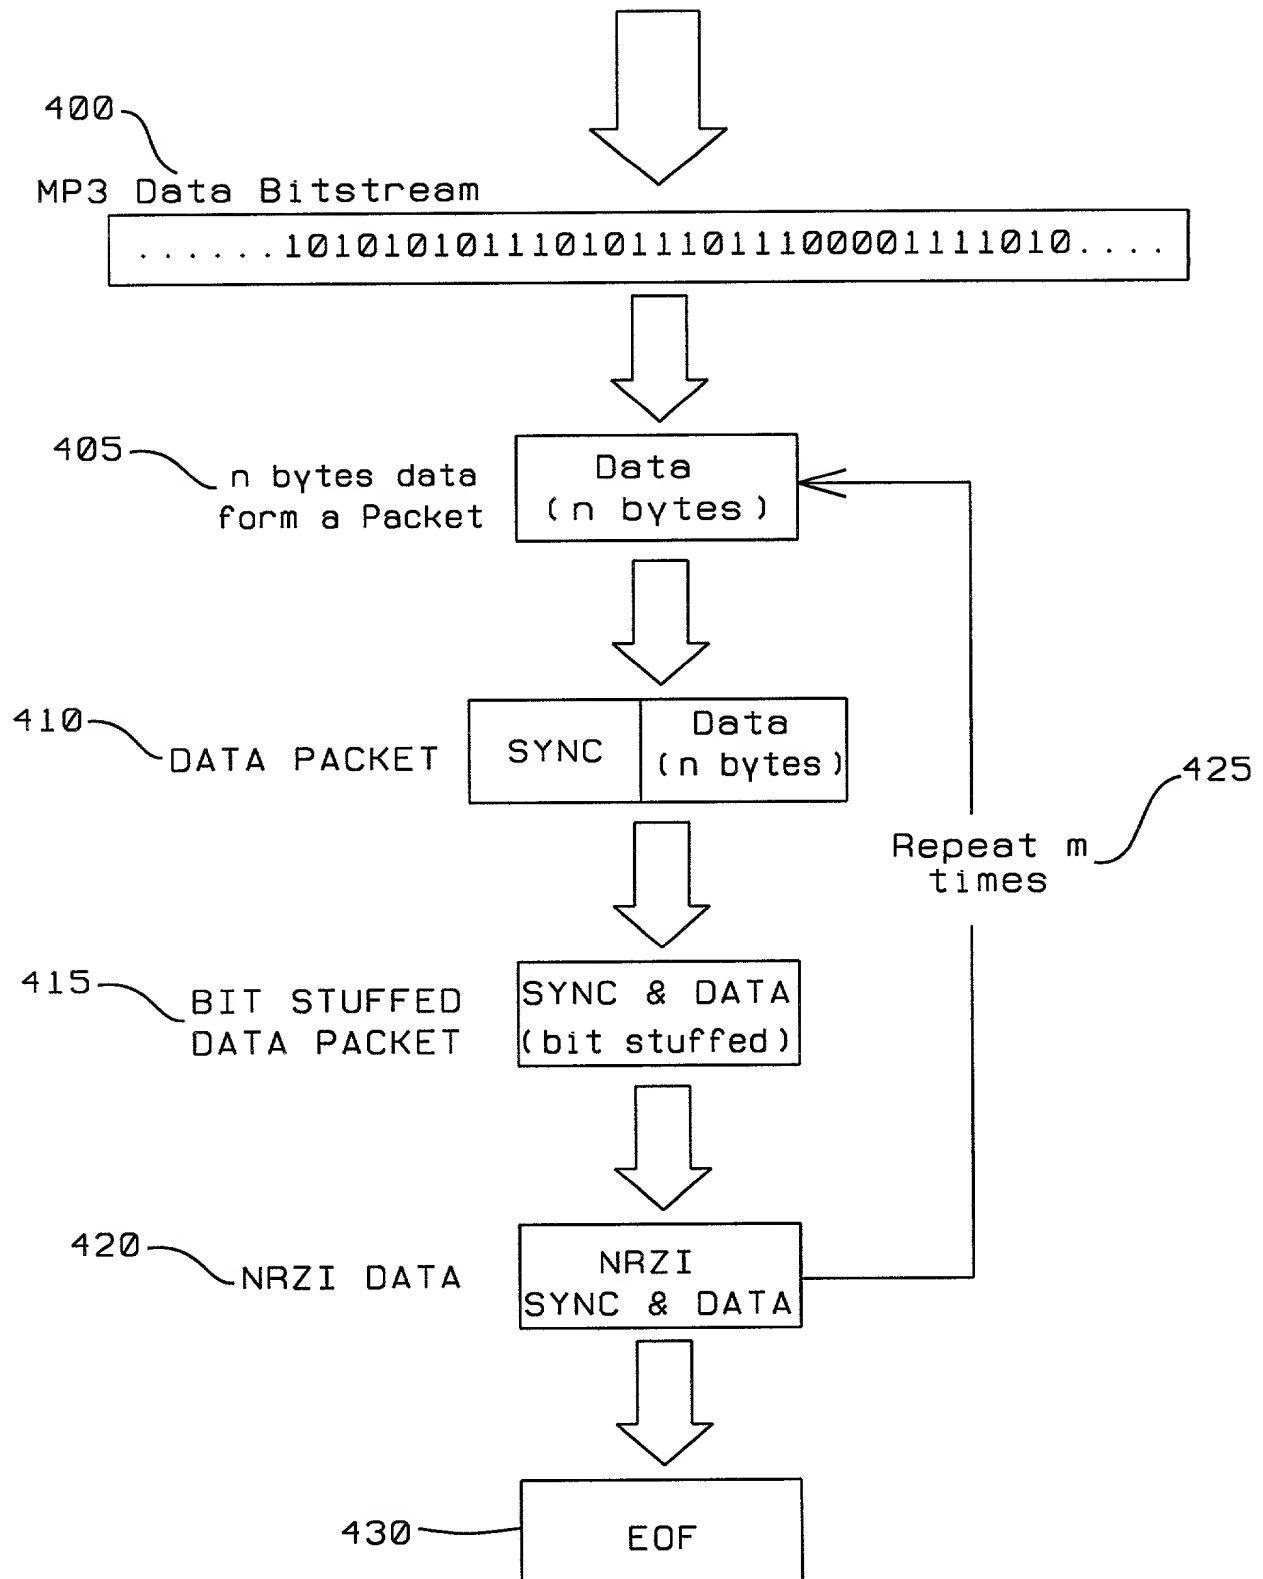 400
MP3 Data Bitstream
......10101010111010111011100001111010....
405
n bytes data
form a Packet
Data
(n bytes)
410
DATA PACKET
SYNC
Data
(n bytes)
425
Repeat m
times
415
BIT STUFFED
DATA PACKET
SYNC & DATA
(bit stuffed)
420
NRZI DATA
NRZI
SYNC & DATA
430
EOF